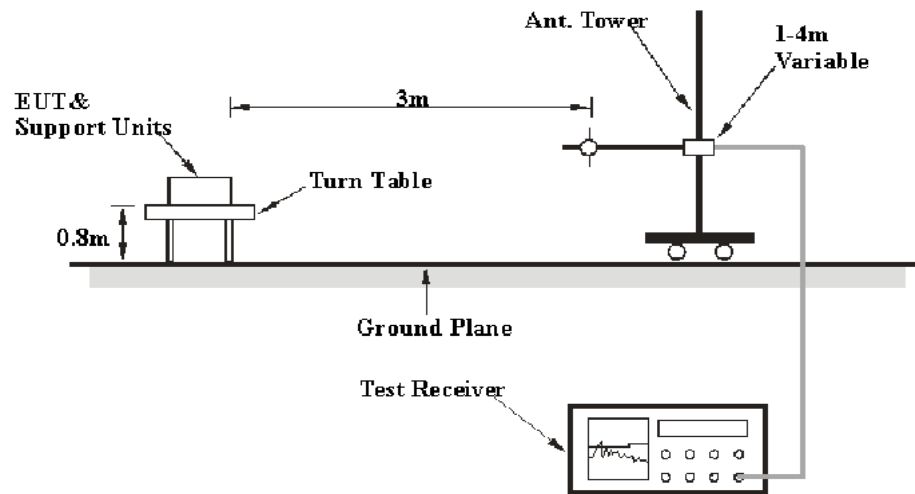 Ant. Tower
1-4m
Variable
EUT&
Support Units
3m
Turn Table
0.8m
Ground Plane
Test Receiver